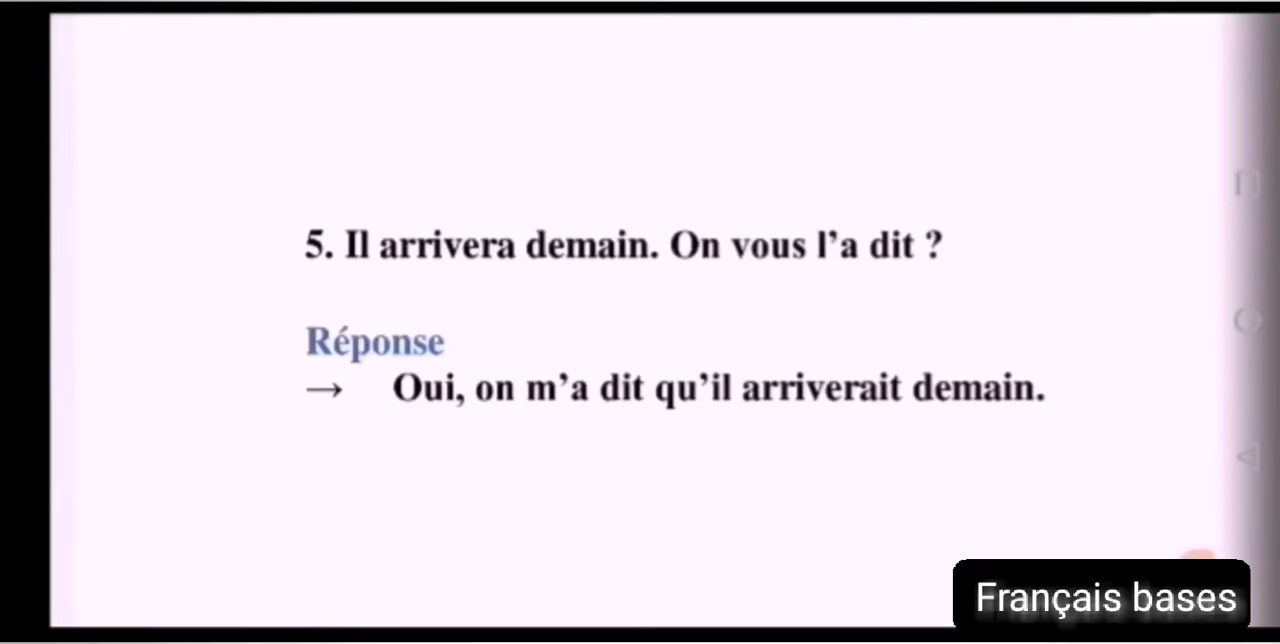 5. Il arrivera demain. On vous l’a dit ?
Réponse
→ Oui, on m’a dit qu’il arriverait demain.
Français bases